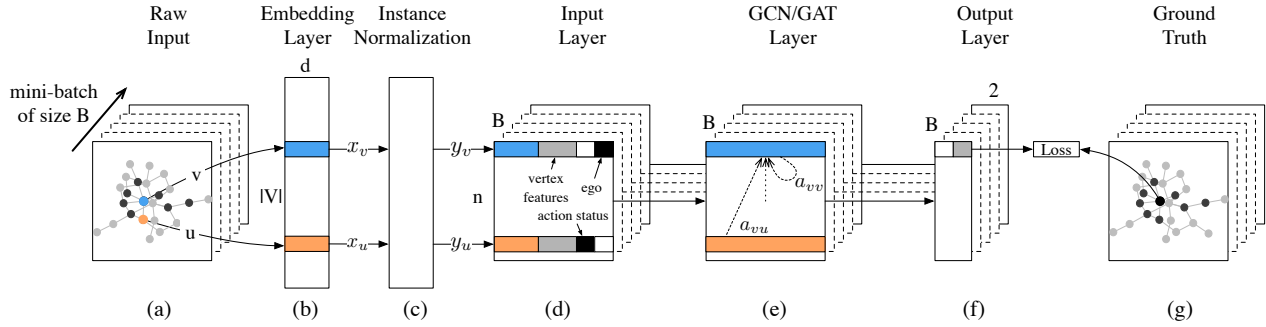 Raw
Input
Embedding
Layer
Instance
Normalization
Input
Layer
GCN/GAT
Layer
Output
Layer
Ground
Truth
mini-batch
of size B
d
|V|
v
u
x_v
x_u
y_v
y_u
n
B
vertex
features
ego
action status
B
a_vv
a_vu
B
2
Loss
(a)
(b)
(c)
(d)
(e)
(f)
(g)